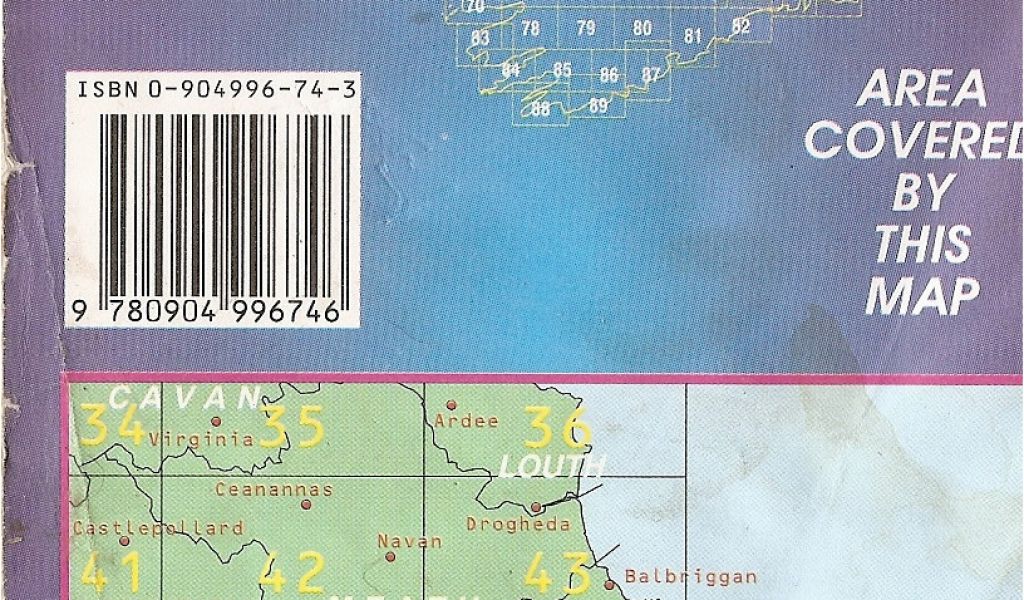 70
78 79 80 82
83 81
84 85 86 87
88 89
ISBN 0-904996-74-3
9 780904 996746
AREA
COVERED
BY
THIS
MAP
CAVAN
34 35 36
Ardee
Virginia
LOUTH
Ceanannas
Drogheda
Castlepollard
Navan
41 42 43
Balbriggan